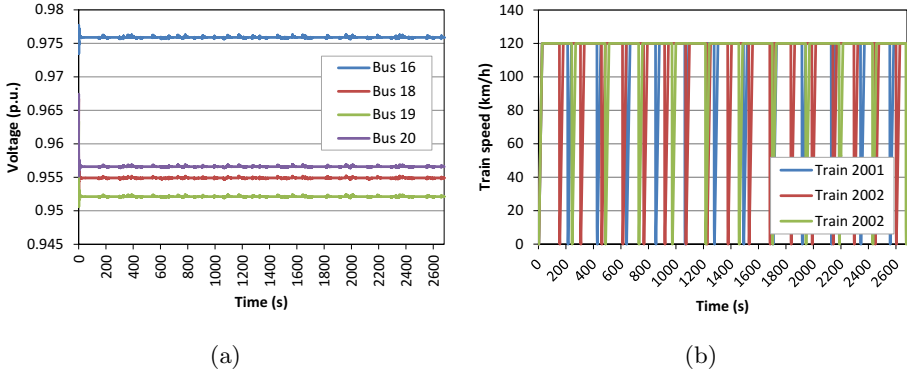 0.98
0.975
0.97
0.965
0.96
0.955
0.95
0.945
Voltage (p.u.)
Bus 16
Bus 18
Bus 19
Bus 20
0 200 400 600 800 1000 1200 1400 1600 1800 2000 2200 2400 2600
Time (s)
(a)
140
120
100
80
60
40
20
0
Train speed (km/h)
Train 2001
Train 2002
Train 2002
0 200 400 600 800 1000 1200 1400 1600 1800 2000 2200 2400 2600
Time (s)
(b)